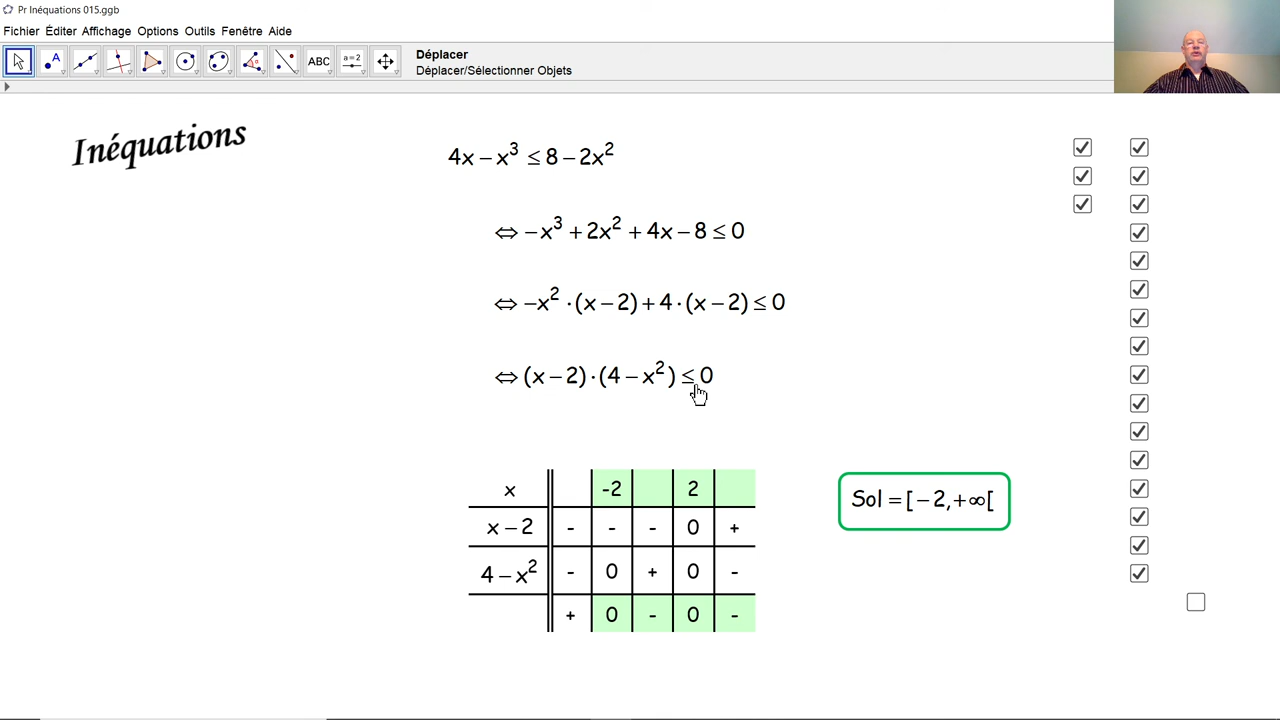 Pr Inéquations 015.ggb
Fichier Éditer Affichage Options Outils Fenêtre Aide
A ABC a=2
Déplacer
Déplacer/Sélectionner Objets
Inéquations
4x − x³ ≤ 8 − 2x²
⇔ −x³ + 2x² + 4x − 8 ≤ 0
⇔ −x² · (x − 2) + 4 · (x − 2) ≤ 0
⇔ (x − 2) · (4 − x²) ≤ 0
x -2 2
x − 2 - - - 0 +
4 − x² - 0 + 0 -
+ 0 - 0 -
Sol = [−2, +∞[